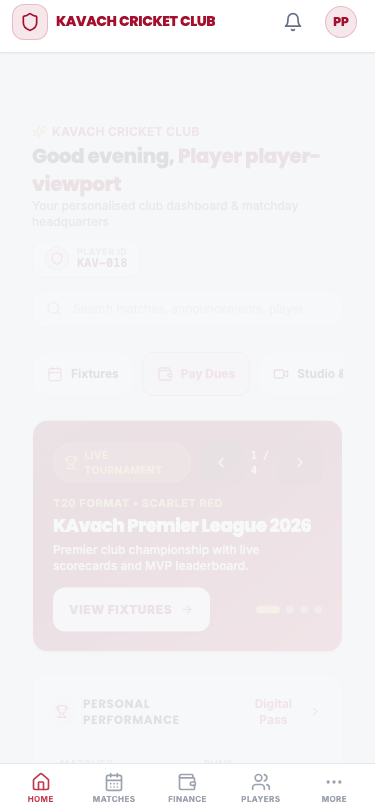 KAVACH CRICKET CLUB
PP
KAVACH CRICKET CLUB
Good evening, Player player-
viewport
Your personalised club dashboard & matchday
headquarters
PLAYER ID
KAV-018
Search matches, announcements, player
Fixtures
Pay Dues
Studio &
LIVE
TOURNAMENT
1 /
4
T20 FORMAT • SCARLET RED
KAvach Premier League 2026
Premier club championship with live
scorecards and MVP leaderboard.
VIEW FIXTURES →
PERSONAL
PERFORMANCE
Digital
Pass
MATCHES
RUNS
HOME
MATCHES
FINANCE
PLAYERS
MORE